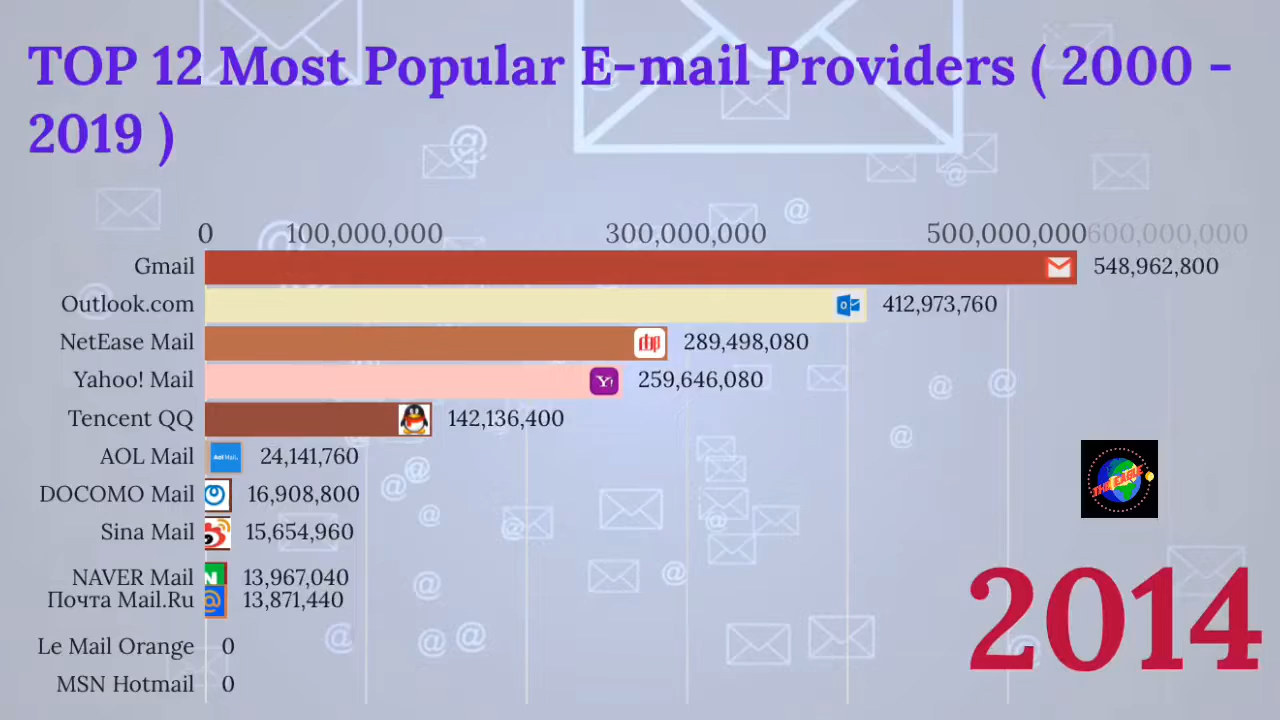 TOP 12 Most Popular E-mail Providers ( 2000 -
2019 )
0 100,000,000 300,000,000 500,000,000 600,000,000
Gmail 548,962,800
Outlook.com 412,973,760
NetEase Mail 289,498,080
Yahoo! Mail 259,646,080
Tencent QQ 142,136,400
AOL Mail Aol Mail. 24,141,760
DOCOMO Mail 16,908,800
Sina Mail 15,654,960
NAVER Mail 13,967,040
Почта Mail.Ru 13,871,440
Le Mail Orange 0
MSN Hotmail 0
THE EAGLE
2014